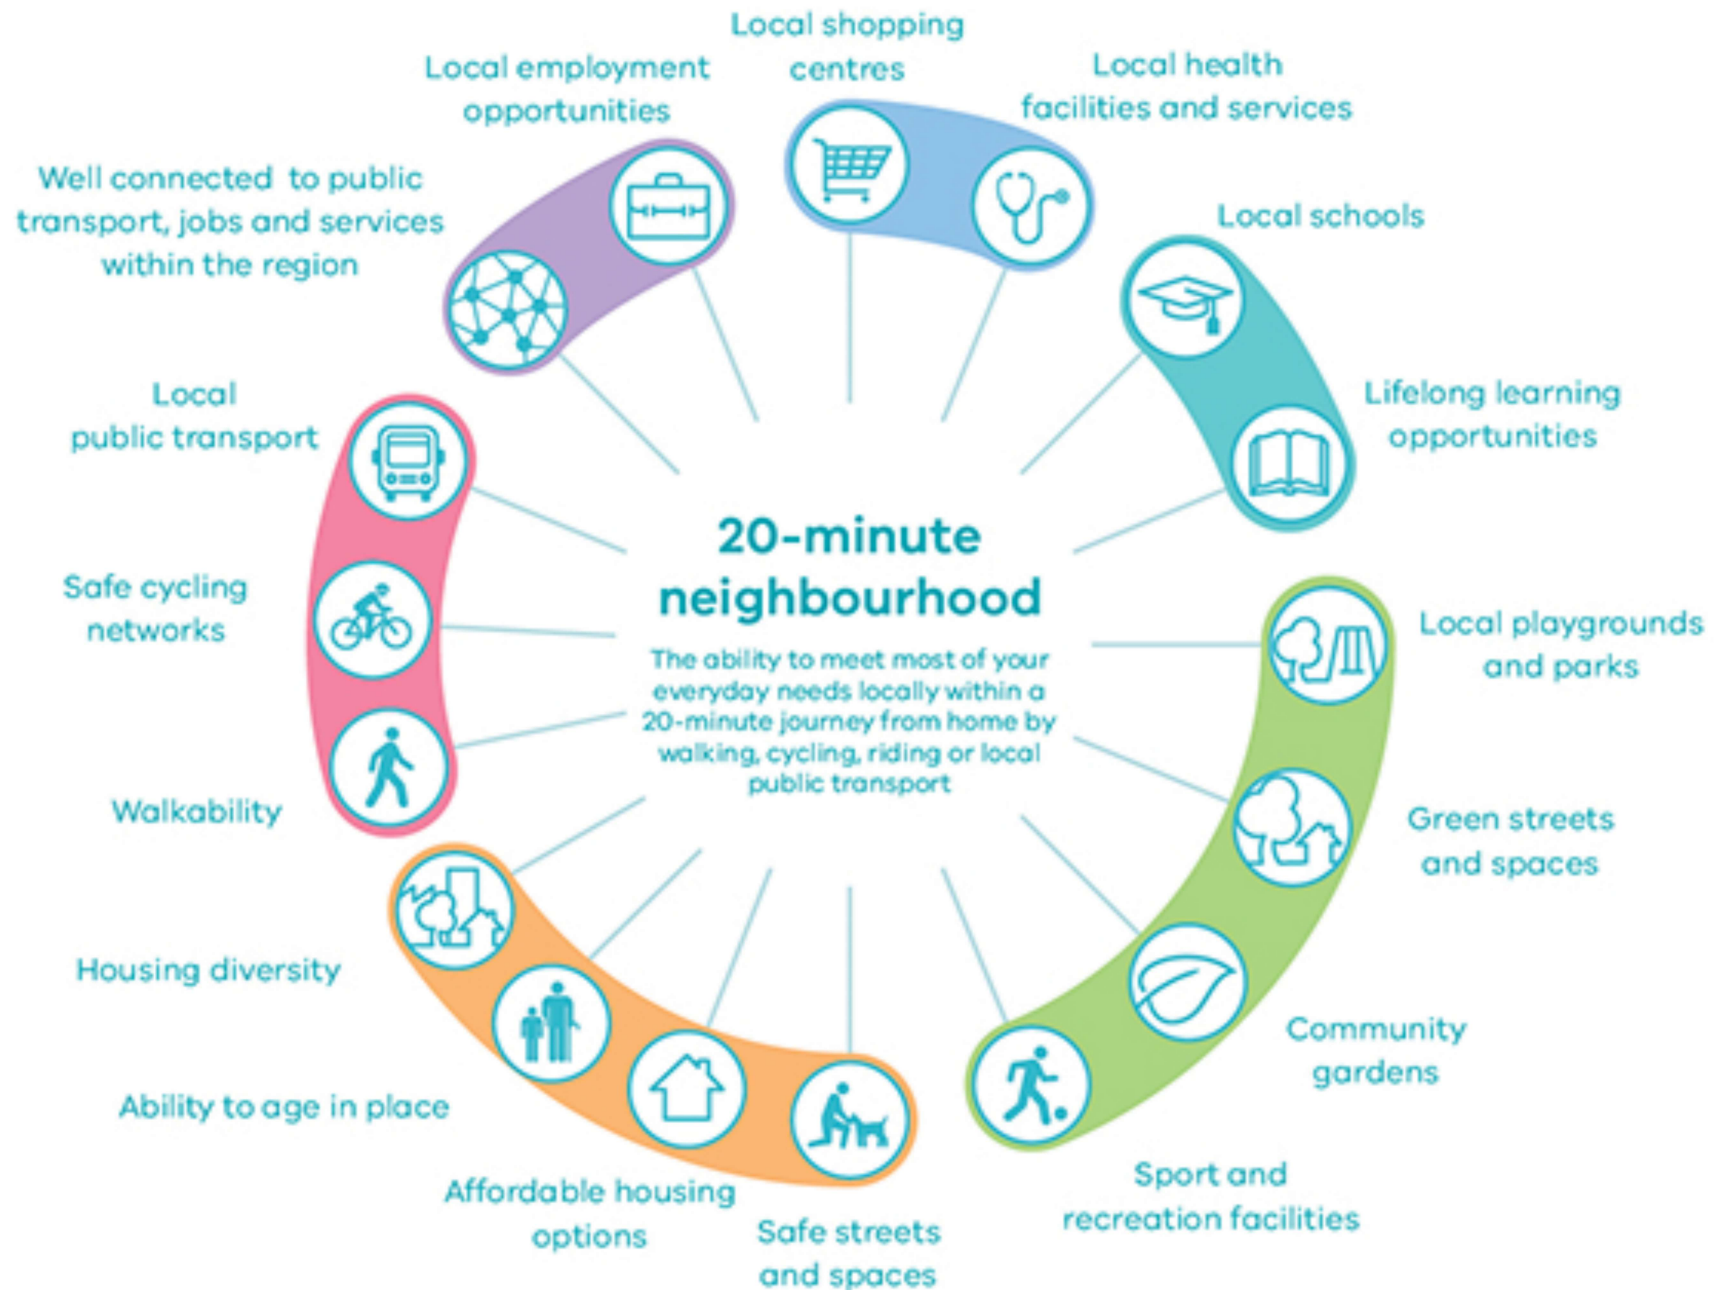 Local shopping
centres
Local health
facilities and services
Local schools
Lifelong learning
opportunities
Local playgrounds
and parks
Green streets
and spaces
Community
gardens
Sport and
recreation facilities
Safe streets
and spaces
Affordable housing
options
Ability to age in place
Housing diversity
Walkability
Safe cycling
networks
Local
public transport
Well connected to public
transport, jobs and services
within the region
Local employment
opportunities
20-minute
neighbourhood
The ability to meet most of your
everyday needs locally within a
20-minute journey from home by
walking, cycling, riding or local
public transport